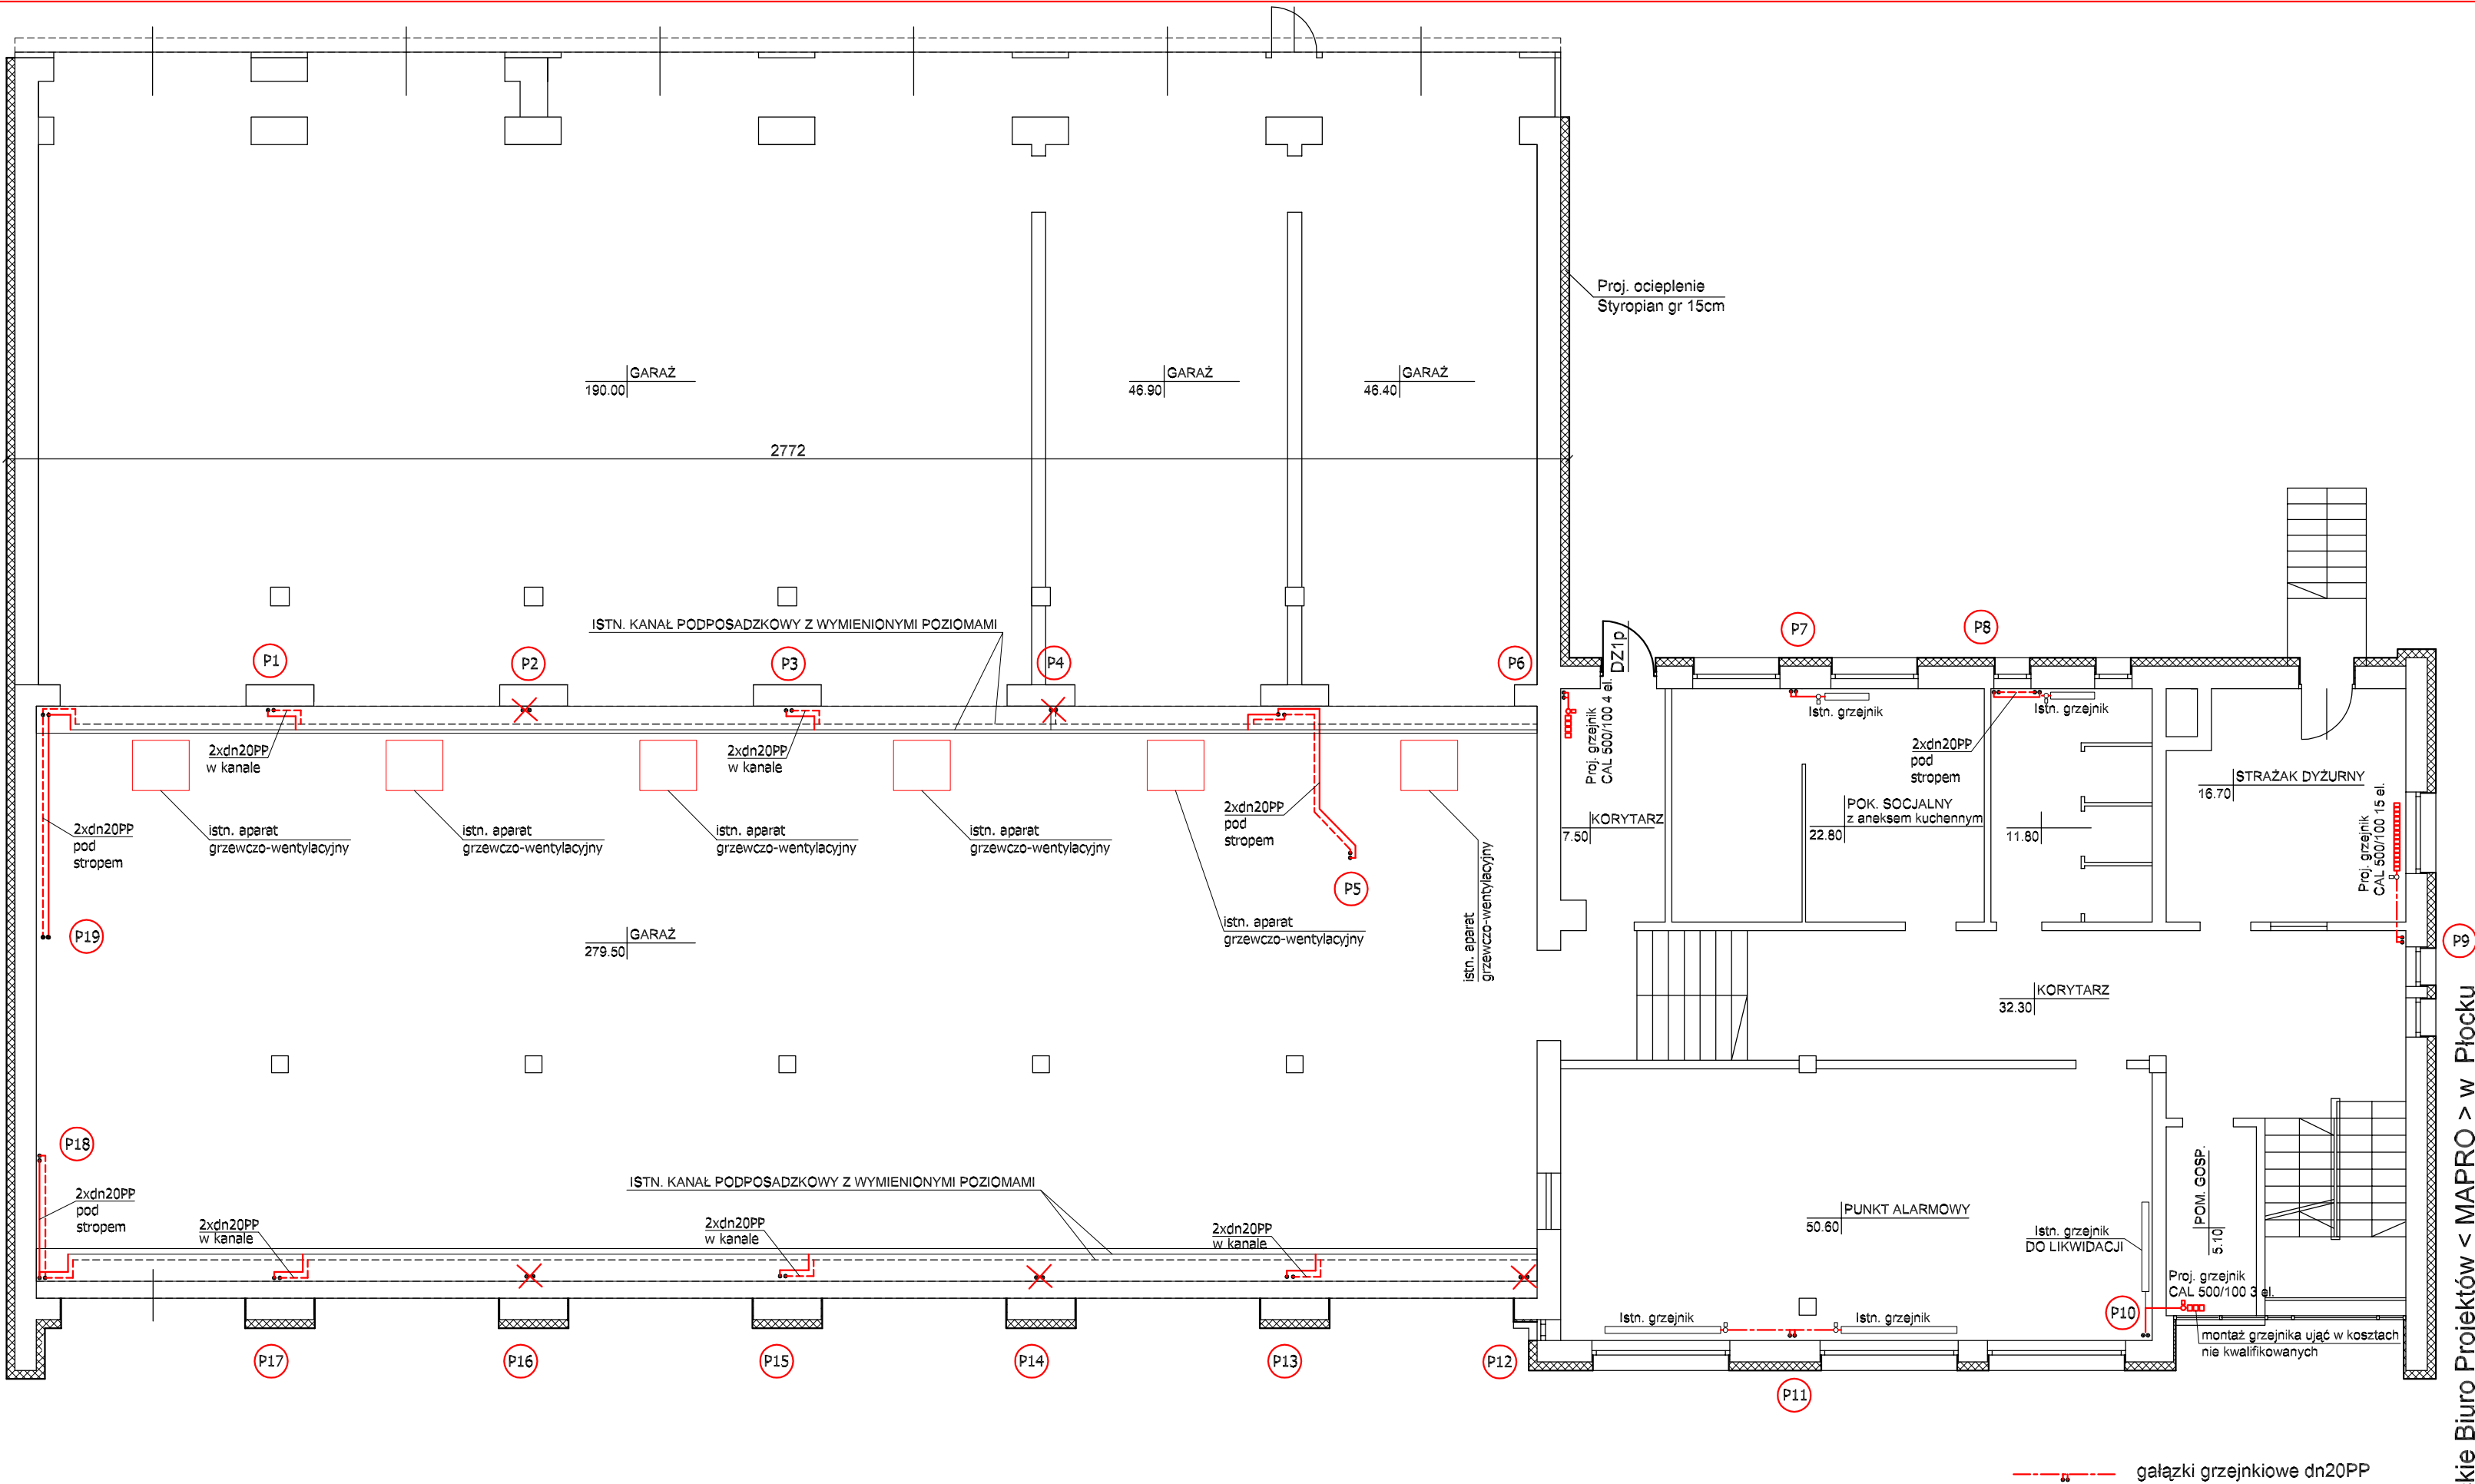 Proj. ocieplenie
Styropian gr 15cm
GARAŻ
190.00
GARAŻ
46.90
GARAŻ
46.40
2772
ISTN. KANAŁ PODPOSADZKOWY Z WYMIENIONYMI POZIOMAMI
P1
P2
P3
P4
P6
P7
P8
DZ1p
Proj. grzejnik
CAL 500/100 4 el.
Istn. grzejnik
Istn. grzejnik
2xdn20PP
w kanale
2xdn20PP
w kanale
2xdn20PP
pod
stropem
2xdn20PP
pod
stropem
2xdn20PP
pod
stropem
istn. aparat
grzewczo-wentylacyjny
istn. aparat
grzewczo-wentylacyjny
istn. aparat
grzewczo-wentylacyjny
istn. aparat
grzewczo-wentylacyjny
istn. aparat
grzewczo-wentylacyjny
istn. aparat
grzewczo-wentylacyjny
KORYTARZ
7.50
POK. SOCJALNY
z aneksem kuchennym
22.80
11.80
STRAŻAK DYŻURNY
16.70
Proj. grzejnik
CAL 500/100 15 el.
P5
P19
P9
GARAŻ
279.50
KORYTARZ
32.30
P18
2xdn20PP
pod
stropem
ISTN. KANAŁ PODPOSADZKOWY Z WYMIENIONYMI POZIOMAMI
2xdn20PP
w kanale
2xdn20PP
w kanale
2xdn20PP
w kanale
PUNKT ALARMOWY
50.60
Istn. grzejnik
DO LIKWIDACJI
POM. GOSP.
5.10
Proj. grzejnik
CAL 500/100 3 el.
Istn. grzejnik
Istn. grzejnik
P10
montaż grzejnika ująć w kosztach
nie kwalifikowanych
P17
P16
P15
P14
P13
P12
P11
gałązki grzejnkiowe dn20PP
kie Biuro Projektów < MAPRO > w Płocku